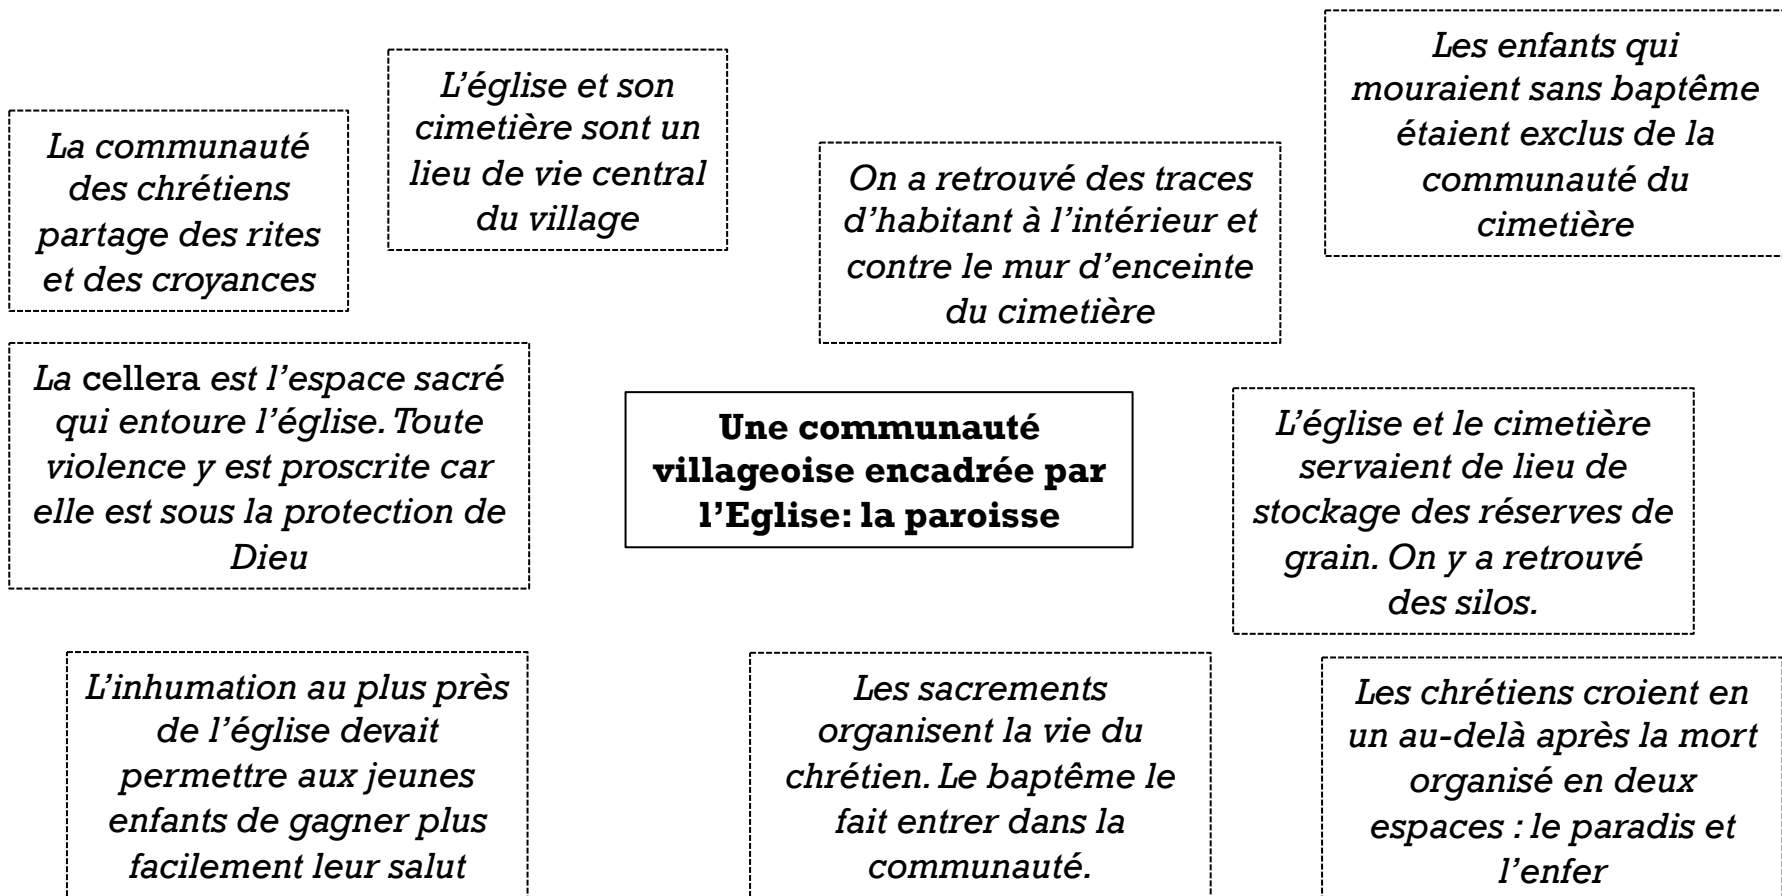 La communauté
des chrétiens
partage des rites
et des croyances
L'église et son
cimetière sont un
lieu de vie central
du village
On a retrouvé des traces
d'habitant à l'intérieur et
contre le mur d'enceinte
du cimetière
Les enfants qui
mouraient sans baptême
étaient exclus de la
communauté du
cimetière
La cellera est l'espace sacré
qui entoure l'église. Toute
violence y est proscrite car
elle est sous la protection de
Dieu
Une communauté
villageoise encadrée par
l'Eglise: la paroisse
L'église et le cimetière
servaient de lieu de
stockage des réserves de
grain. On y a retrouvé
des silos.
L'inhumation au plus près
de l'église devait
permettre aux jeunes
enfants de gagner plus
facilement leur salut
Les sacrements
organisent la vie du
chrétien. Le baptême le
fait entrer dans la
communauté.
Les chrétiens croient en
un au-delà après la mort
organisé en deux
espaces : le paradis et
l'enfer